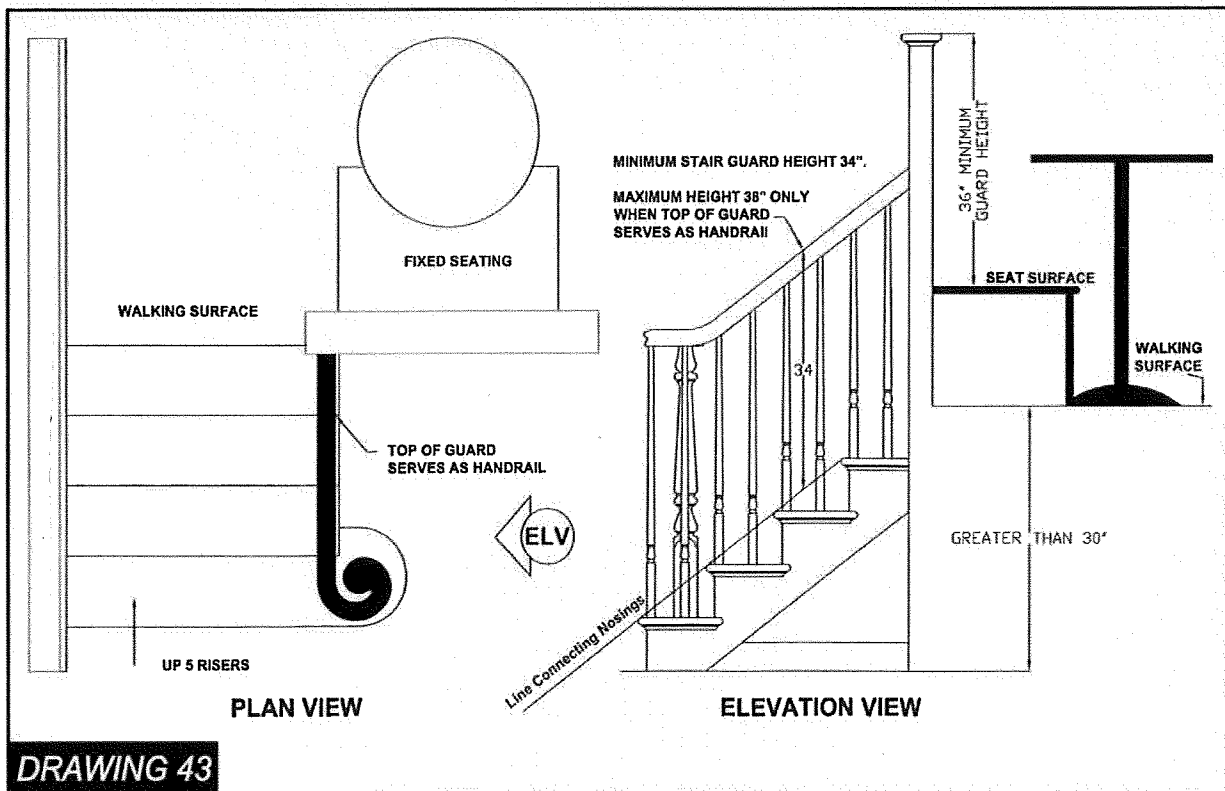 WALKING SURFACE
FIXED SEATING
TOP OF GUARD
SERVES AS HANDRAIL
ELV
UP 5 RISERS
PLAN VIEW
MINIMUM STAIR GUARD HEIGHT 34".
MAXIMUM HEIGHT 38" ONLY
WHEN TOP OF GUARD
SERVES AS HANDRAIl
36" MINIMUM
GUARD HEIGHT
SEAT SURFACE
WALKING
SURFACE
34
GREATER THAN 30"
Line Connecting Nosings
ELEVATION VIEW
DRAWING 43